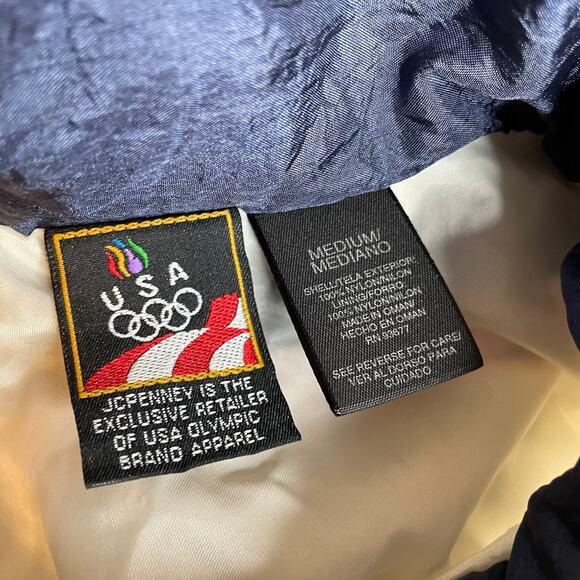 USA
JCPENNEY IS THE
EXCLUSIVE RETAILER
OF USA OLYMPIC
BRAND APPAREL
MEDIUM/
MEDIANO
SHELL/TELA EXTERIOR:
100% NYLON/NILON
LINING/FORRO:
100% NYLON/NILON
MADE IN OMAN/
HECHO EN OMAN
RN 93677
SEE REVERSE FOR CARE/
VER AL DORSO PARA
CUIDADO